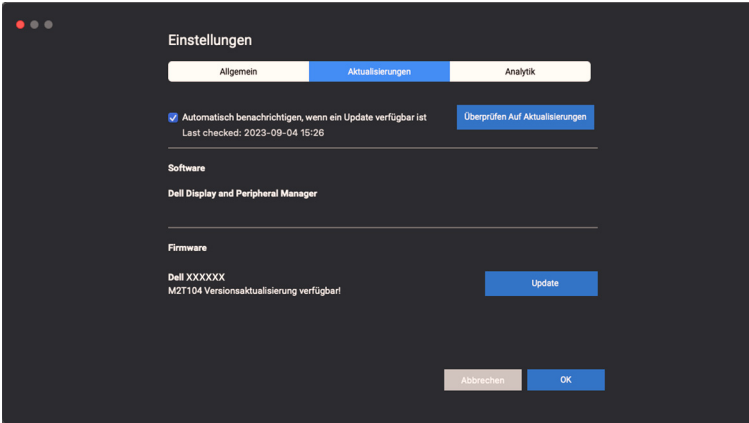 Einstellungen
Allgemein Aktualisierungen Analytik
Automatisch benachrichtigen, wenn ein Update verfügbar ist
Überprüfen Auf Aktualisierungen
Last checked: 2023-09-04 15:26
Software
Dell Display and Peripheral Manager
Firmware
Dell XXXXXX
M2T104 Versionsaktualisierung verfügbar!
Update
Abbrechen OK